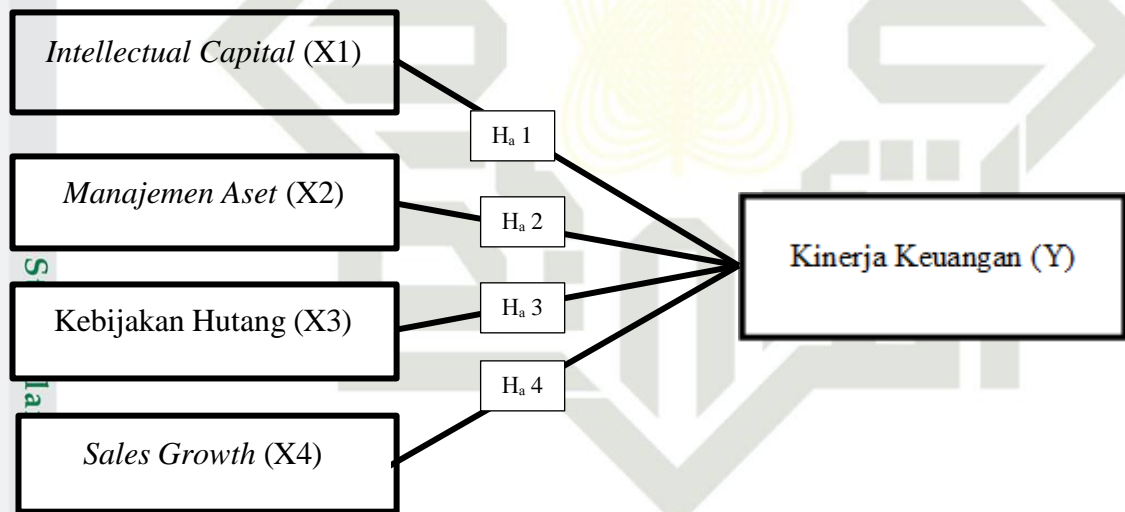 Intellectual Capital (X1)
Hₐ 1
Manajemen Aset (X2)
Hₐ 2
Kinerja Keuangan (Y)
Kebijakan Hutang (X3)
Hₐ 3
Hₐ 4
Sales Growth (X4)